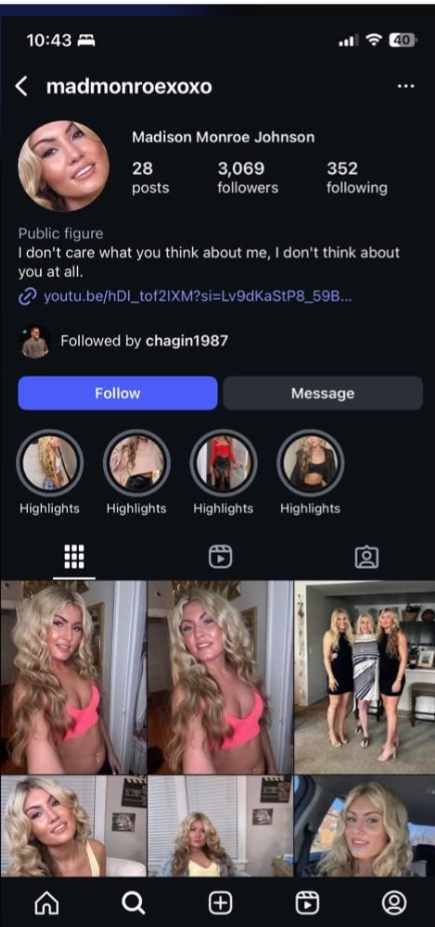 10:43
40
madmonroexoxo
Madison Monroe Johnson
28 3,069 352
posts followers following
Public figure
I don't care what you think about me, I don't think about
you at all.
youtu.be/hDI_tof2IXM?si=Lv9dKaStP8_59B...
Followed by chagin1987
Follow Message
Highlights Highlights Highlights Highlights